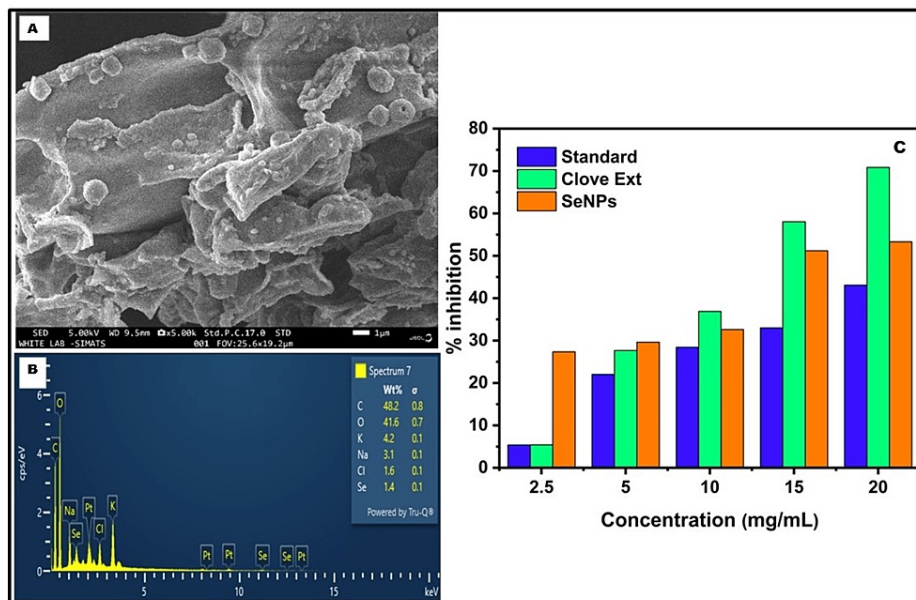 A
SED 5.00kV WD 9.5mm x5.00k Std.P.C.17.0 STD 1µm
WHITE LAB -SIMATS 001 FOV:25.6x19.2µm
B
Spectrum 7
Wt% σ
C 48.2 0.8
O 41.6 0.7
K 4.2 0.1
Na 3.1 0.1
Cl 1.6 0.1
Se 1.4 0.1
Powered by Tru-Q®
cps/eV
6
4
2
0
C O Na Se Pt Cl K Pt Pt Se Se Pt
5 10 15 keV
C
Standard
Clove Ext
SeNPs
% inhibition
80
70
60
50
40
30
20
10
0
2.5 5 10 15 20
Concentration (mg/mL)